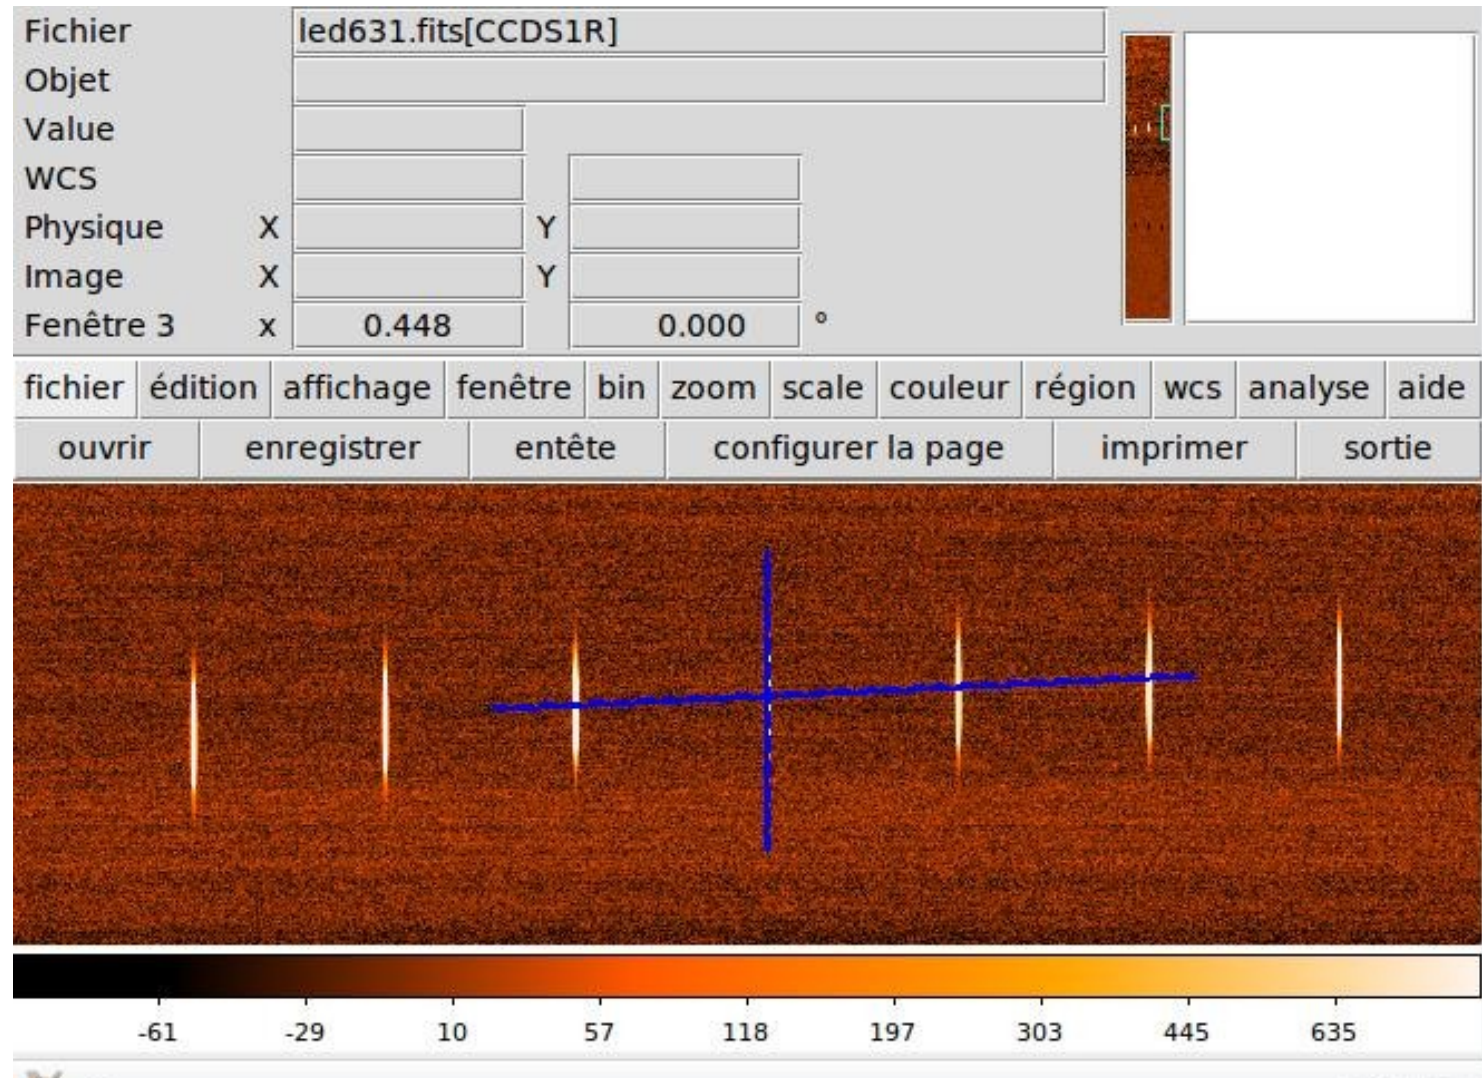 Fichier led631.fits[CCDS1R]
Objet
Value
WCS
Physique X Y
Image X Y
Fenêtre 3 x 0.448 0.000 °
fichier édition affichage fenêtre bin zoom scale couleur région wcs analyse aide
ouvrir enregistrer entête configurer la page imprimer sortie
-61 -29 10 57 118 197 303 445 635